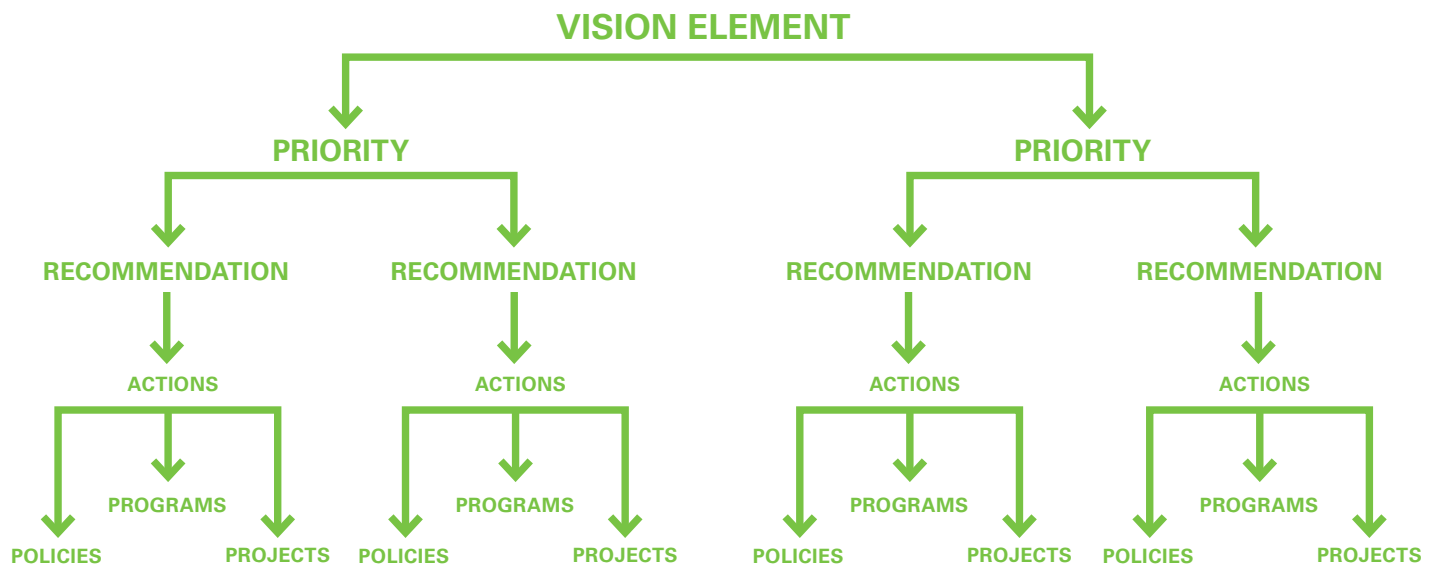 VISION ELEMENT
PRIORITY PRIORITY
RECOMMENDATION RECOMMENDATION RECOMMENDATION RECOMMENDATION
ACTIONS ACTIONS ACTIONS ACTIONS
PROGRAMS PROGRAMS PROGRAMS PROGRAMS
POLICIES PROJECTS POLICIES PROJECTS POLICIES PROJECTS POLICIES PROJECTS